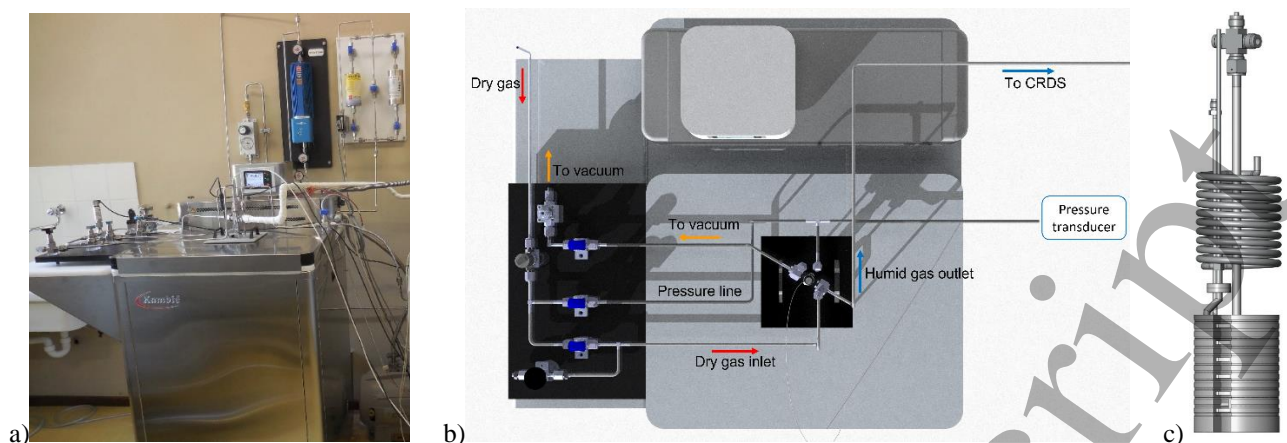 Kambič
a)
Dry gas
To vacuum
To vacuum
Pressure line
Dry gas inlet
Humid gas outlet
To CRDS
Pressure
transducer
b)
c)
ript